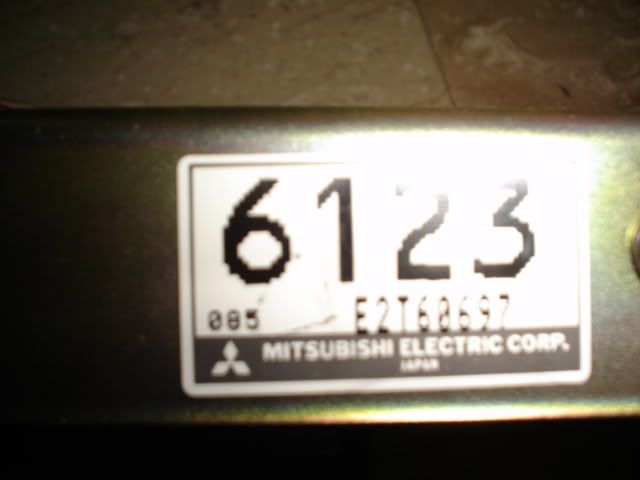 6123
085 E2T60697
MITSUBISHI ELECTRIC CORP.
JAPAN